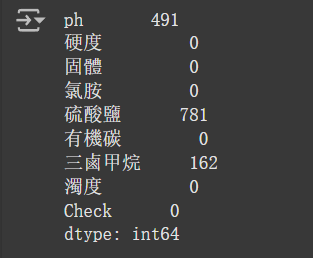 ph 491
硬度 0
固體 0
氯胺 0
硫酸鹽 781
有機碳 0
三鹵甲烷 162
濁度 0
Check 0
dtype: int64